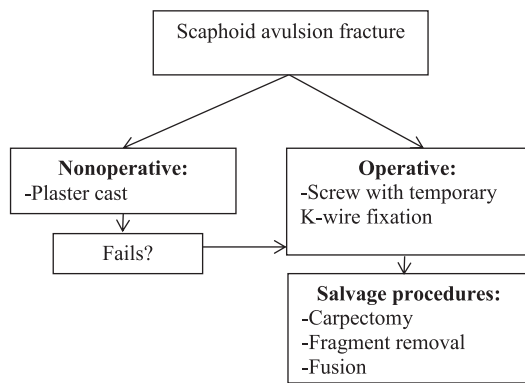 Scaphoid avulsion fracture
Nonoperative:
-Plaster cast
Fails?
Operative:
-Screw with temporary
K-wire fixation
Salvage procedures:
-Carpectomy
-Fragment removal
-Fusion